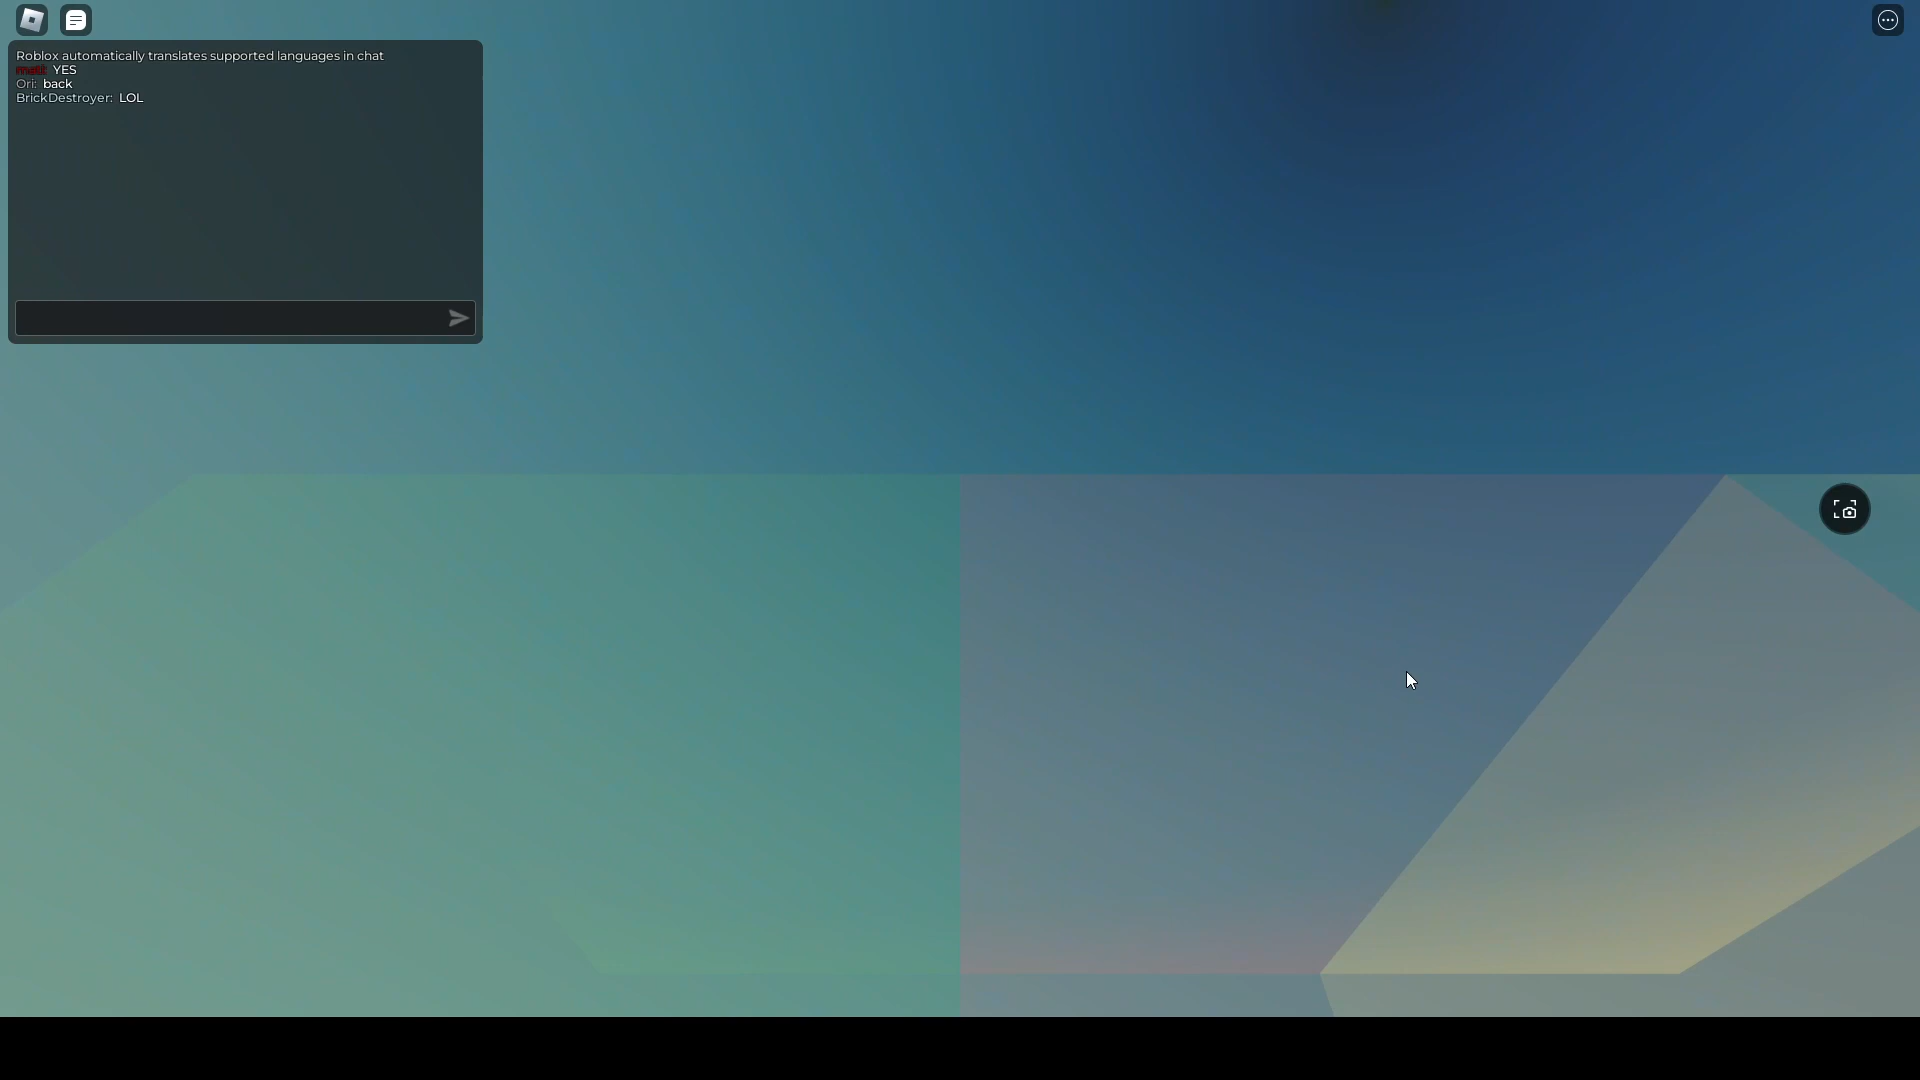 Roblox automatically translates supported languages in chat
YES
Ori: back
BrickDestroyer: LOL